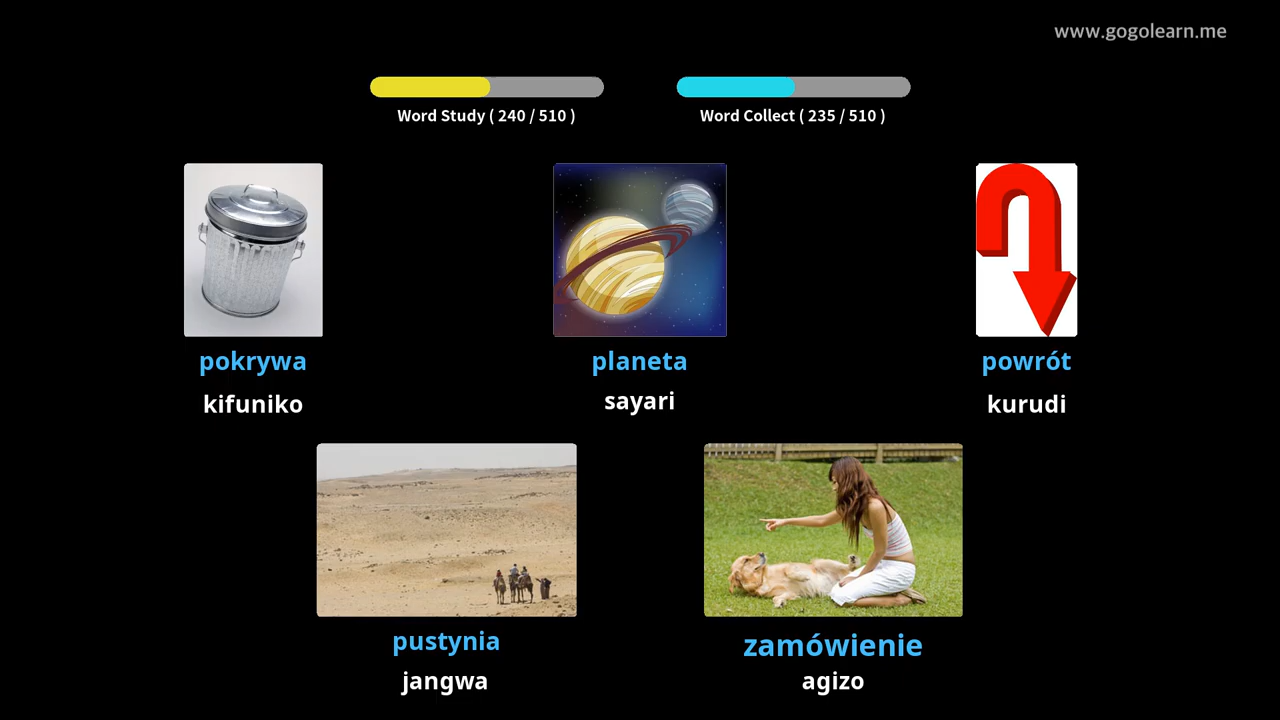 www.gogolearn.me
Word Study ( 240 / 510 )
Word Collect ( 235 / 510 )
pokrywa
kifuniko
planeta
sayari
powrót
kurudi
pustynia
jangwa
zamówienie
agizo